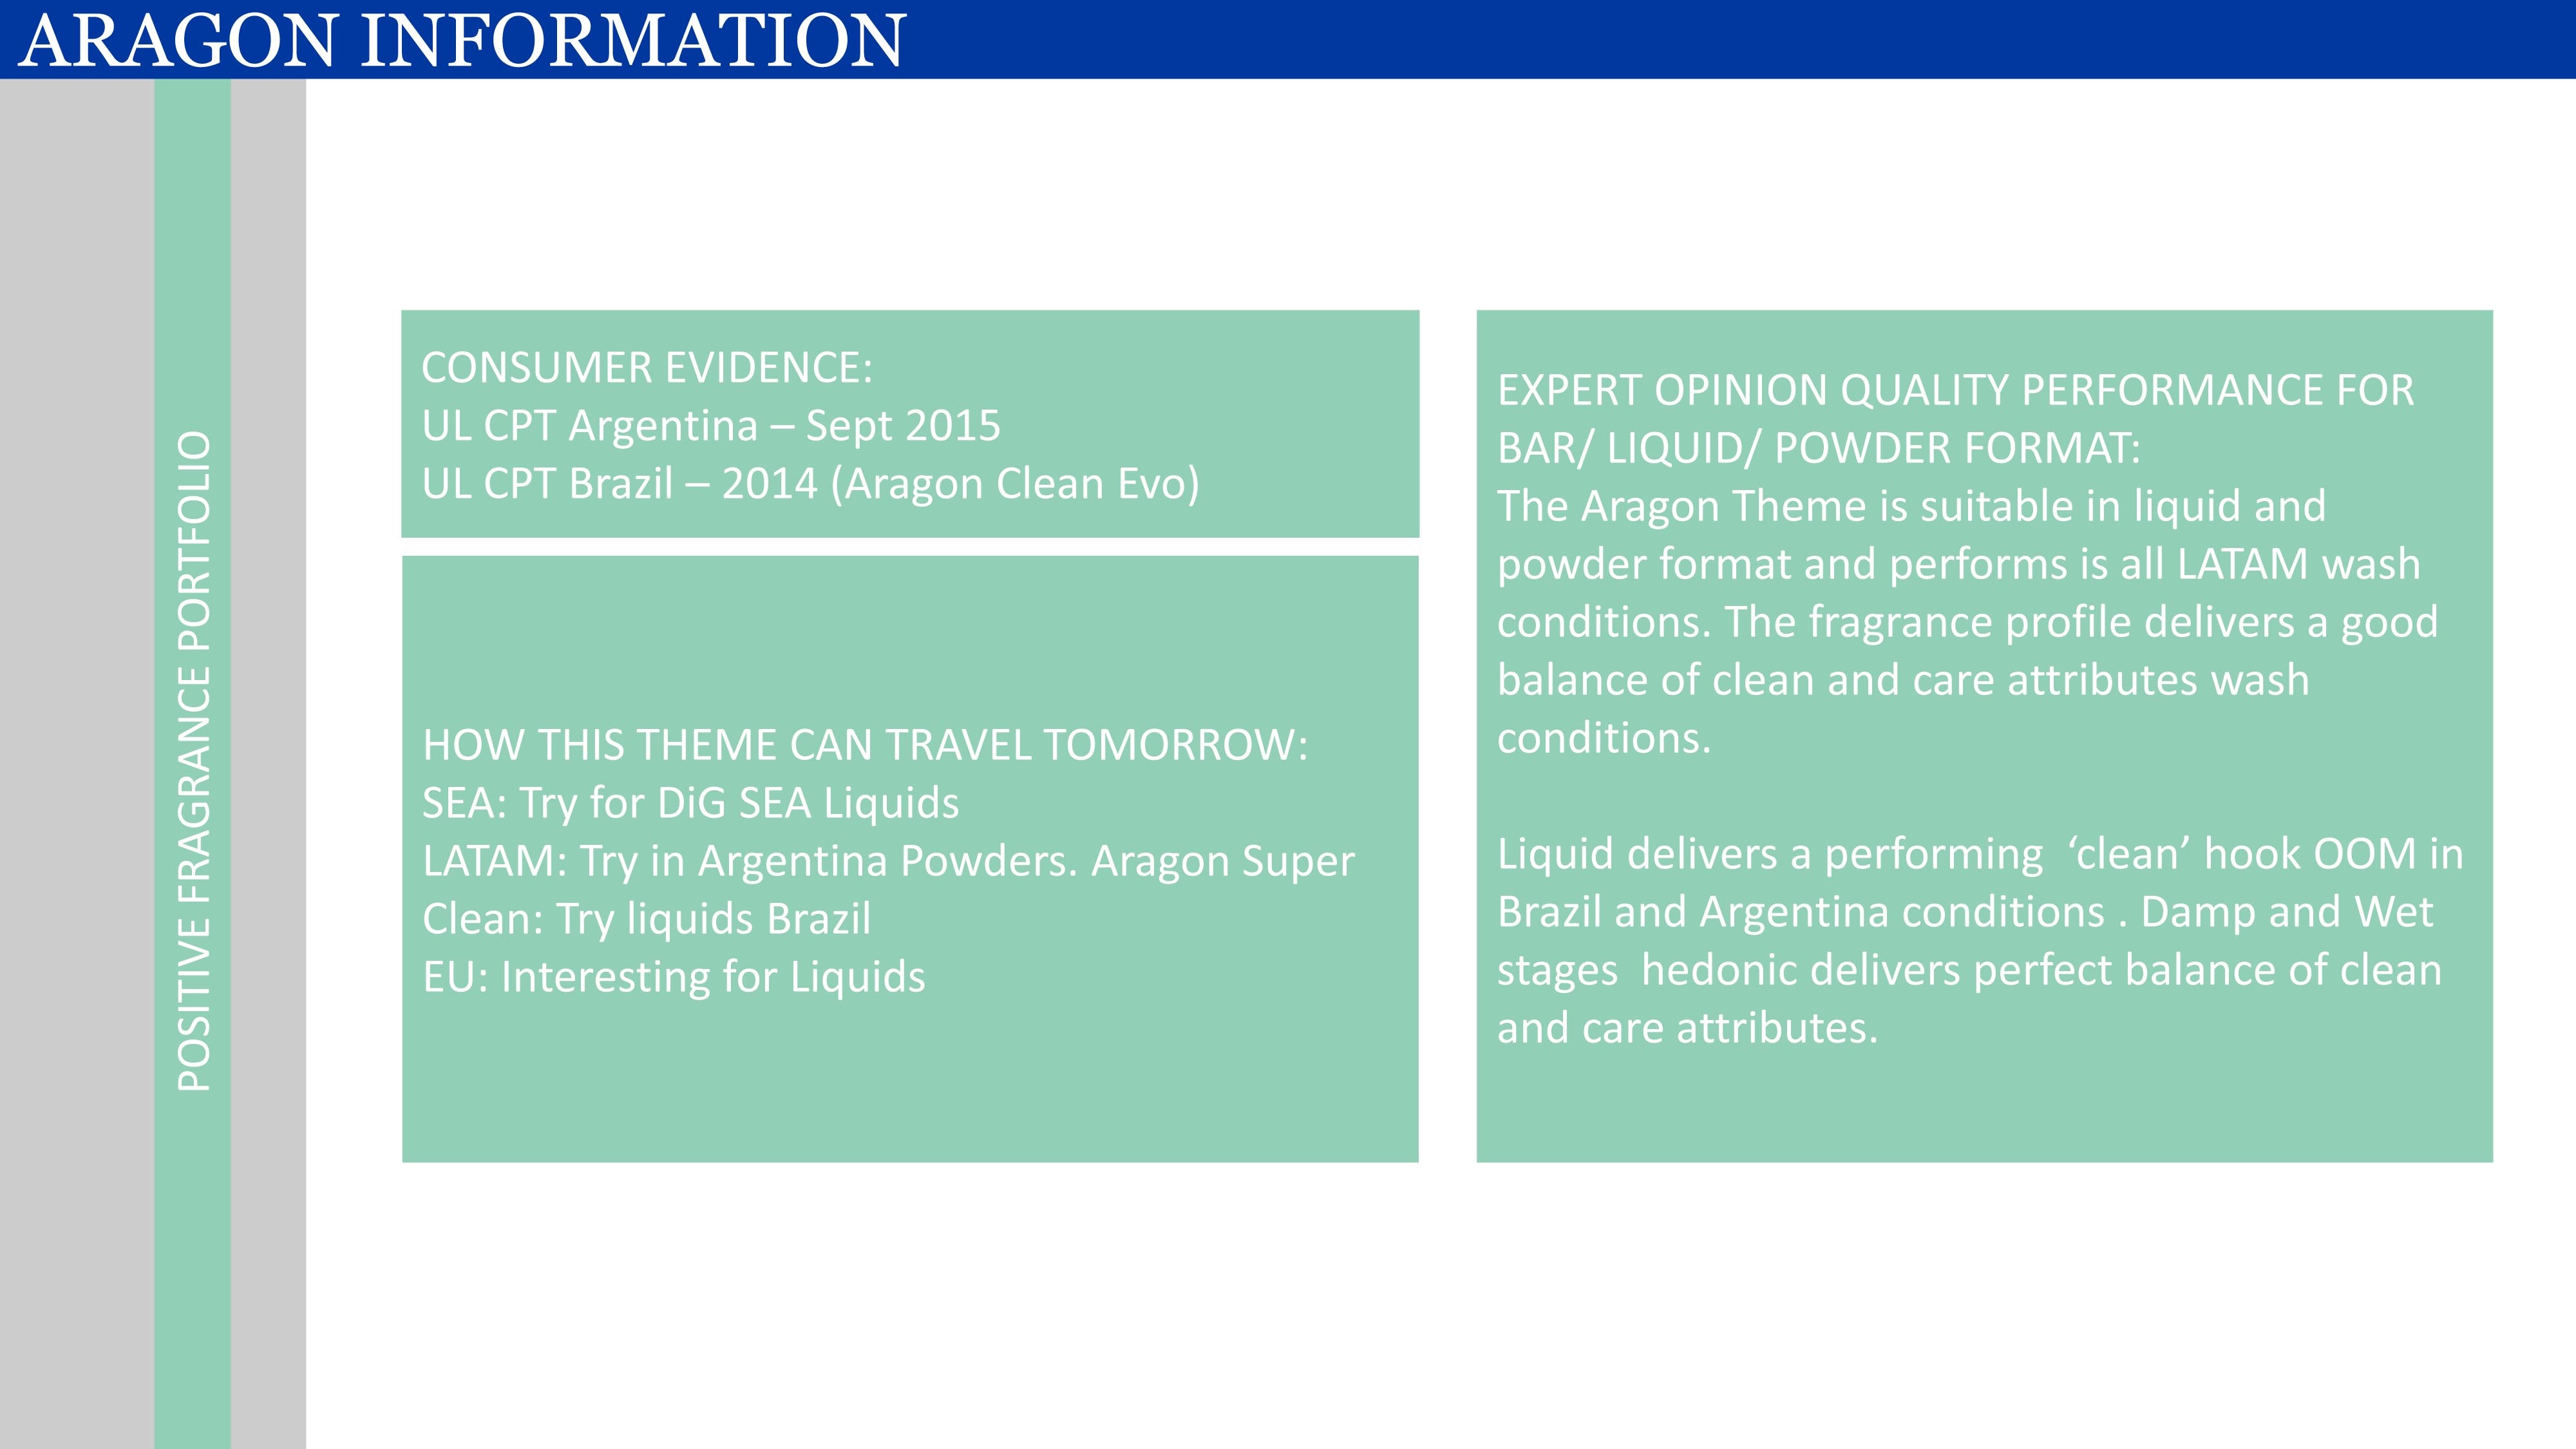 ARAGON INFORMATION
POSITIVE FRAGRANCE PORTFOLIO
CONSUMER EVIDENCE:
UL CPT Argentina – Sept 2015
UL CPT Brazil – 2014 (Aragon Clean Evo)
HOW THIS THEME CAN TRAVEL TOMORROW:
SEA: Try for DiG SEA Liquids
LATAM: Try in Argentina Powders. Aragon Super
Clean: Try liquids Brazil
EU: Interesting for Liquids
EXPERT OPINION QUALITY PERFORMANCE FOR
BAR/ LIQUID/ POWDER FORMAT:
The Aragon Theme is suitable in liquid and
powder format and performs is all LATAM wash
conditions. The fragrance profile delivers a good
balance of clean and care attributes wash
conditions.
Liquid delivers a performing  ‘clean’ hook OOM in
Brazil and Argentina conditions . Damp and Wet
stages  hedonic delivers perfect balance of clean
and care attributes.